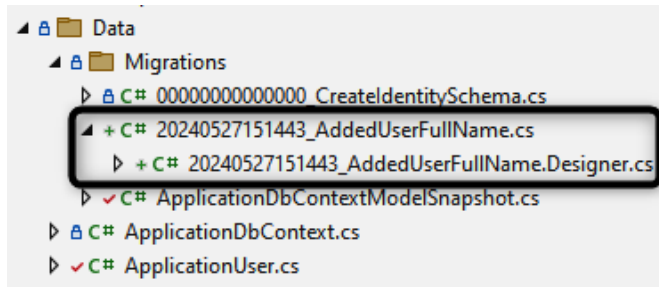 Data
Migrations
C# 00000000000000_CreateIdentitySchema.cs
+ C# 20240527151443_AddedUserFullName.cs
+ C# 20240527151443_AddedUserFullName.Designer.cs
C# ApplicationDbContextModelSnapshot.cs
C# ApplicationDbContext.cs
C# ApplicationUser.cs